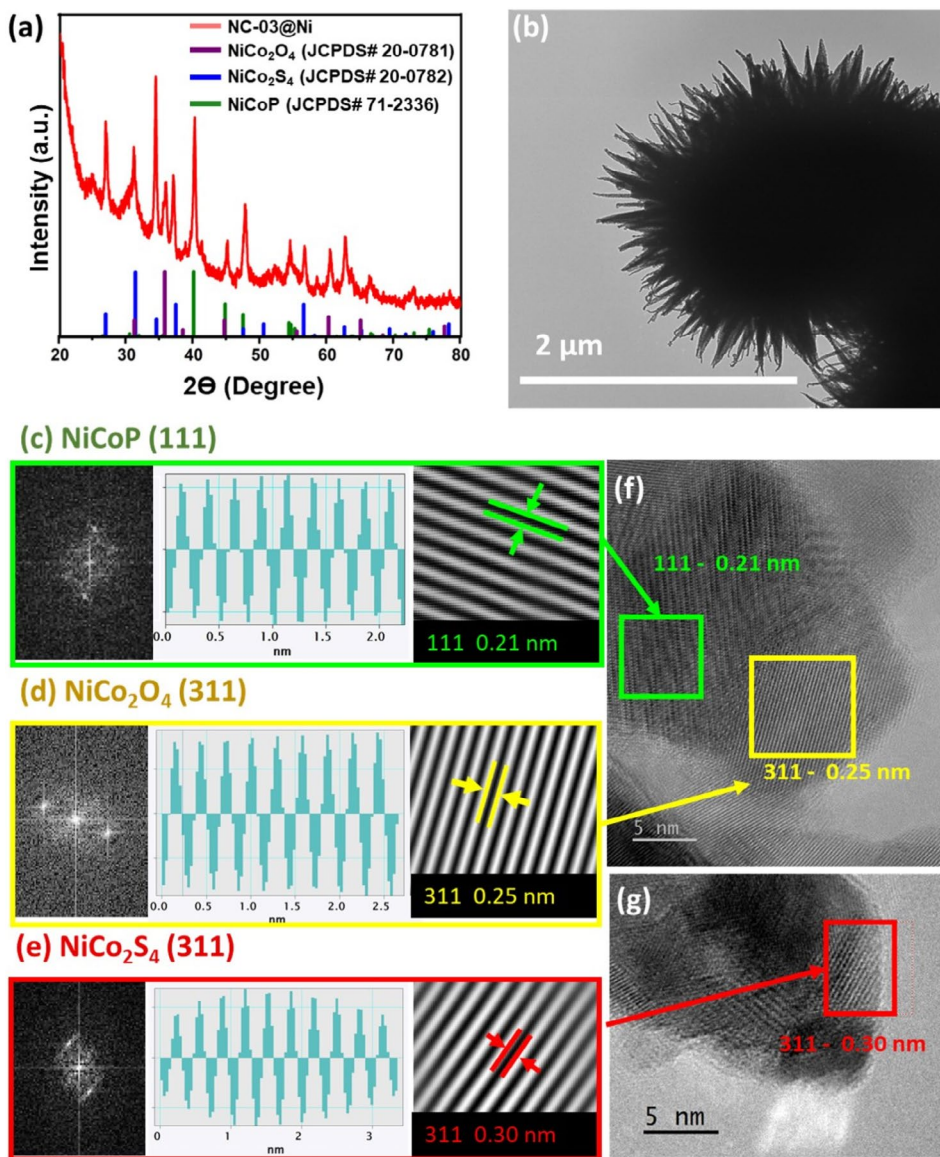 (a)
NC-03@Ni
NiCo₂O₄ (JCPDS# 20-0781)
NiCo₂S₄ (JCPDS# 20-0782)
NiCoP (JCPDS# 71-2336)
Intensity (a.u.)
20 30 40 50 60 70 80
2Ɵ (Degree)
(b)
2 µm
(c) NiCoP (111)
0.0 0.5 1.0 1.5 2.0
nm
111 0.21 nm
(d) NiCo₂O₄ (311)
0.0 0.5 1.0 1.5 2.0 2.5
nm
311 0.25 nm
(e) NiCo₂S₄ (311)
0 1 2 3
nm
311 0.30 nm
(f)
111 - 0.21 nm
311 - 0.25 nm
5 nm
(g)
311 - 0.30 nm
5 nm